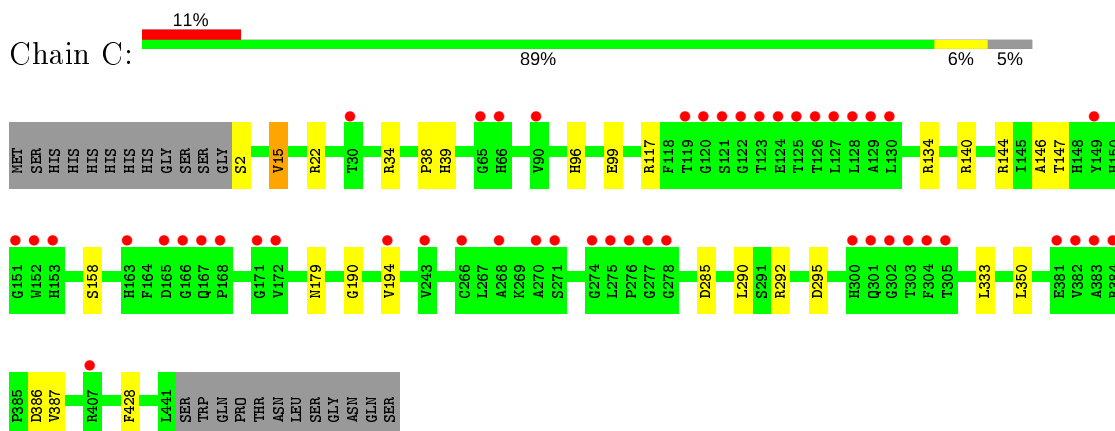 11%
Chain C:
89% 6% 5%
MET SER HIS HIS HIS HIS HIS HIS GLY SER SER GLY S2 V15 R22 T30 R34 P38 H39 G65 H66 V90 H96 E99 R117 F118 T119 G120 S121 G122 T123 E124 T125 T126 L127 L128 A129 L130 R134 R140 R144 I145 A146 T147 H148 Y149 H150
G151 W152 H153 S158 H163 F164 D165 G166 Q167 P168 G171 V172 N179 G190 V194 V243 C266 L267 A268 K269 A270 S271 G274 L275 P276 G277 G278 D285 L290 S291 R292 D295 H300 Q301 G302 T303 F304 T305 L333 L350 E381 V382 A383 R384
P385 D386 V387 R407 F428 L441 SER TRP GLN PRO THR ASN LEU SER GLY ASN GLN SER